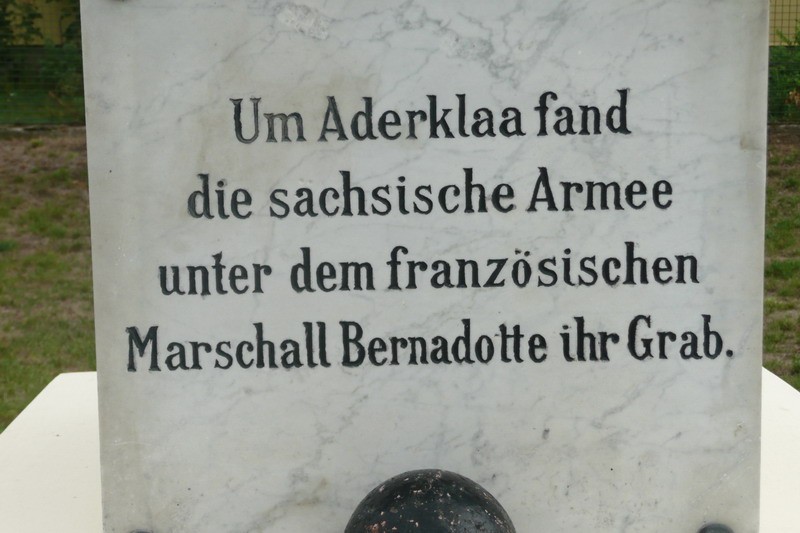 Um Aderklaa fand
die sachsische Armee
unter dem französischen
Marschall Bernadotte ihr Grab.